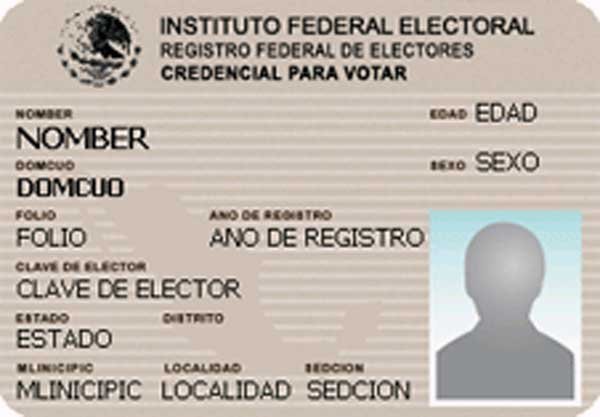 INSTITUTO FEDERAL ELECTORAL
REGISTRO FEDERAL DE ELECTORES
CREDENCIAL PARA VOTAR
NOMBER
NOMBER
EDAD EDAD
DOMCUO
DOMCUO
SEXO SEXO
FOLIO ANO DE REGISTRO
FOLIO ANO DE REGISTRO
CLAVE DE ELECTOR
CLAVE DE ELECTOR
ESTADO DISTRITO
ESTADO
MLINICIPIC LOCALIDAD SEDCION
MLINICIPIC LOCALIDAD SEDCION